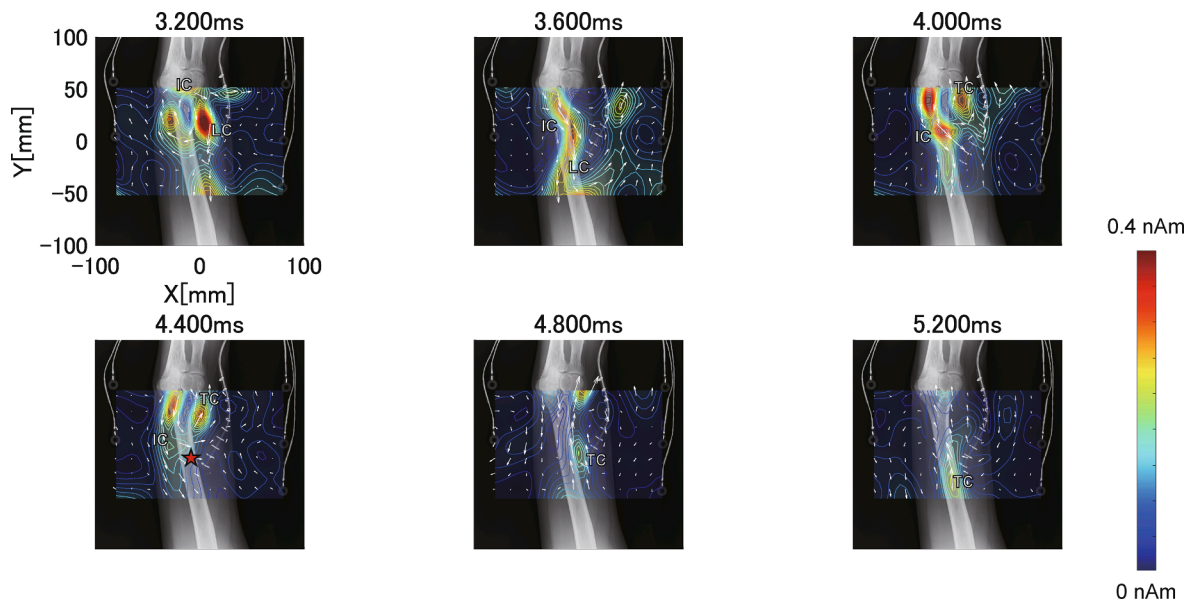 3.200ms
3.600ms
4.000ms
100
50
0
−50
−100
Y[mm]
−100
0
100
X[mm]
IC
LC
IC
LC
TC
IC
0.4 nAm
0 nAm
4.400ms
4.800ms
5.200ms
TC
IC
TC
TC